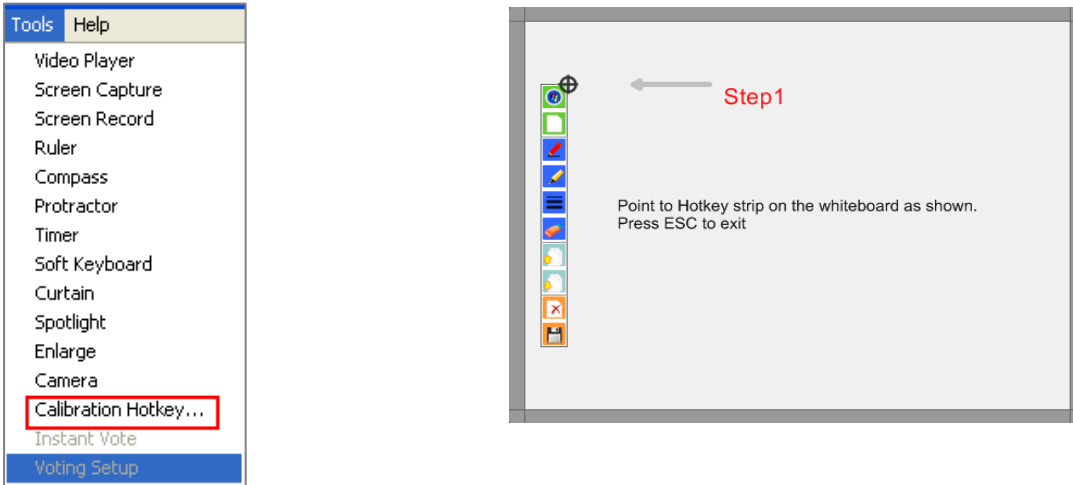 Tools Help
Video Player
Screen Capture
Screen Record
Ruler
Compass
Protractor
Timer
Soft Keyboard
Curtain
Spotlight
Enlarge
Camera
Calibration Hotkey...
Instant Vote
Voting Setup
Step1
Point to Hotkey strip on the whiteboard as shown.
Press ESC to exit